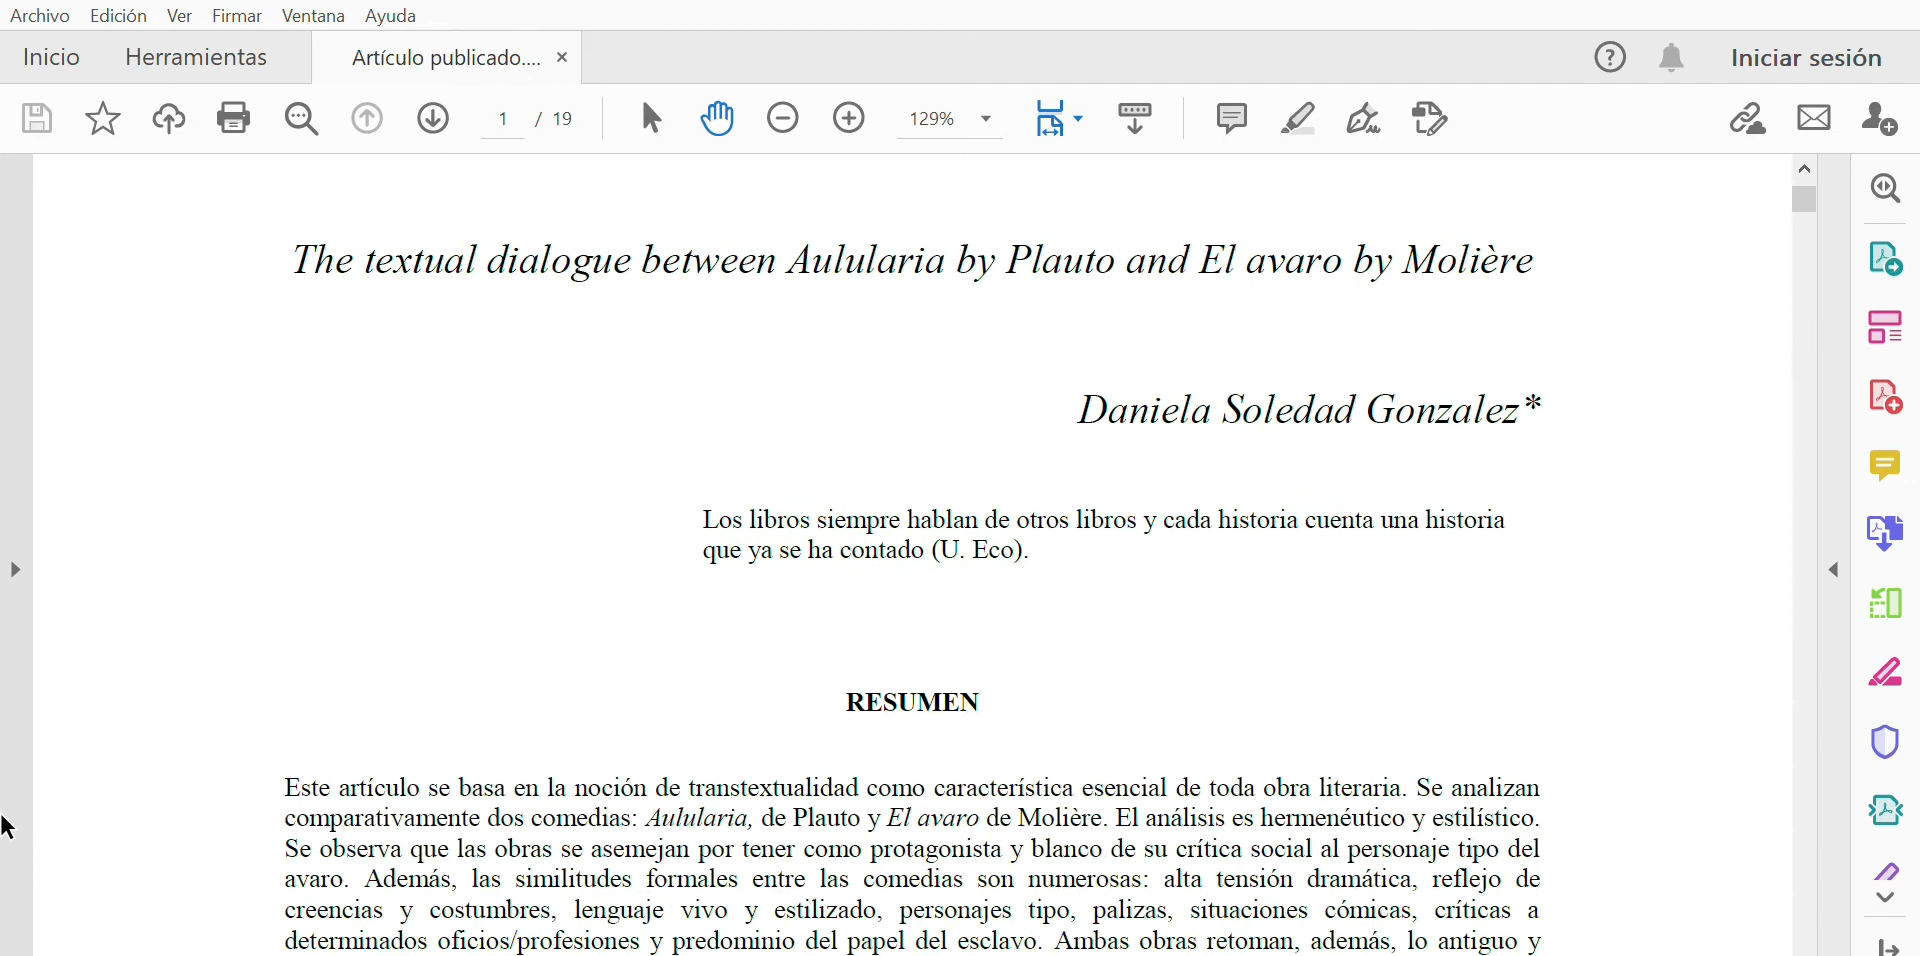 Archivo Edición Ver Firmar Ventana Ayuda
Inicio Herramientas Artículo publicado.... × Iniciar sesión
1 / 19 129%
The textual dialogue between Aulularia by Plauto and El avaro by Molière
Daniela Soledad Gonzalez*
Los libros siempre hablan de otros libros y cada historia cuenta una historia
que ya se ha contado (U. Eco).
RESUMEN
Este artículo se basa en la noción de transtextualidad como característica esencial de toda obra literaria. Se analizan
comparativamente dos comedias: Aulularia, de Plauto y El avaro de Molière. El análisis es hermenéutico y estilístico.
Se observa que las obras se asemejan por tener como protagonista y blanco de su crítica social al personaje tipo del
avaro. Además, las similitudes formales entre las comedias son numerosas: alta tensión dramática, reflejo de
creencias y costumbres, lenguaje vivo y estilizado, personajes tipo, palizas, situaciones cómicas, críticas a
determinados oficios/profesiones y predominio del papel del esclavo. Ambas obras retoman, además, lo antiguo y